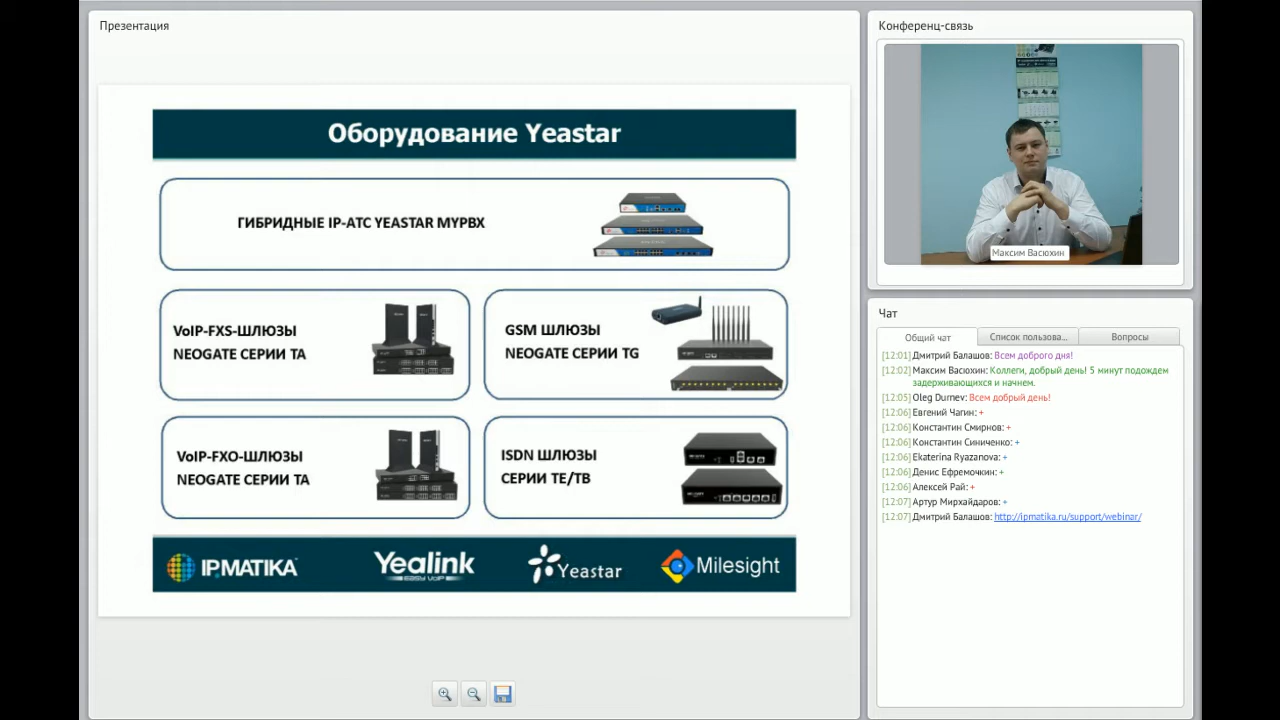 Презентация
Оборудование Yeastar
ГИБРИДНЫЕ IP-АТС YEASTAR MYPBX
VoIP-FXS-ШЛЮЗЫ
NEOGATE СЕРИИ TA
GSM ШЛЮЗЫ
NEOGATE СЕРИИ TG
VoIP-FXO-ШЛЮЗЫ
NEOGATE СЕРИИ TA
ISDN ШЛЮЗЫ
СЕРИИ TE/TB
IPMATIKA
Yealink
EASY VoIP
Yeastar
Milesight
Конференц-связь
Максим Васюхин
Чат
Общий чат
Список пользова...
Вопросы
[12:01] Дмитрий Балашов: Всем доброго дня!
[12:02] Максим Васюхин: Коллеги, добрый день! 5 минут подождем
задерживающихся и начнем.
[12:05] Oleg Durnev: Всем добрый день!
[12:06] Евгений Чагин: +
[12:06] Константин Смирнов: +
[12:06] Константин Синиченко: +
[12:06] Ekaterina Ryazanova: +
[12:06] Денис Ефремочкин: +
[12:06] Алексей Рай: +
[12:07] Артур Мирхайдаров: +
[12:07] Дмитрий Балашов: http://ipmatika.ru/support/webinar/